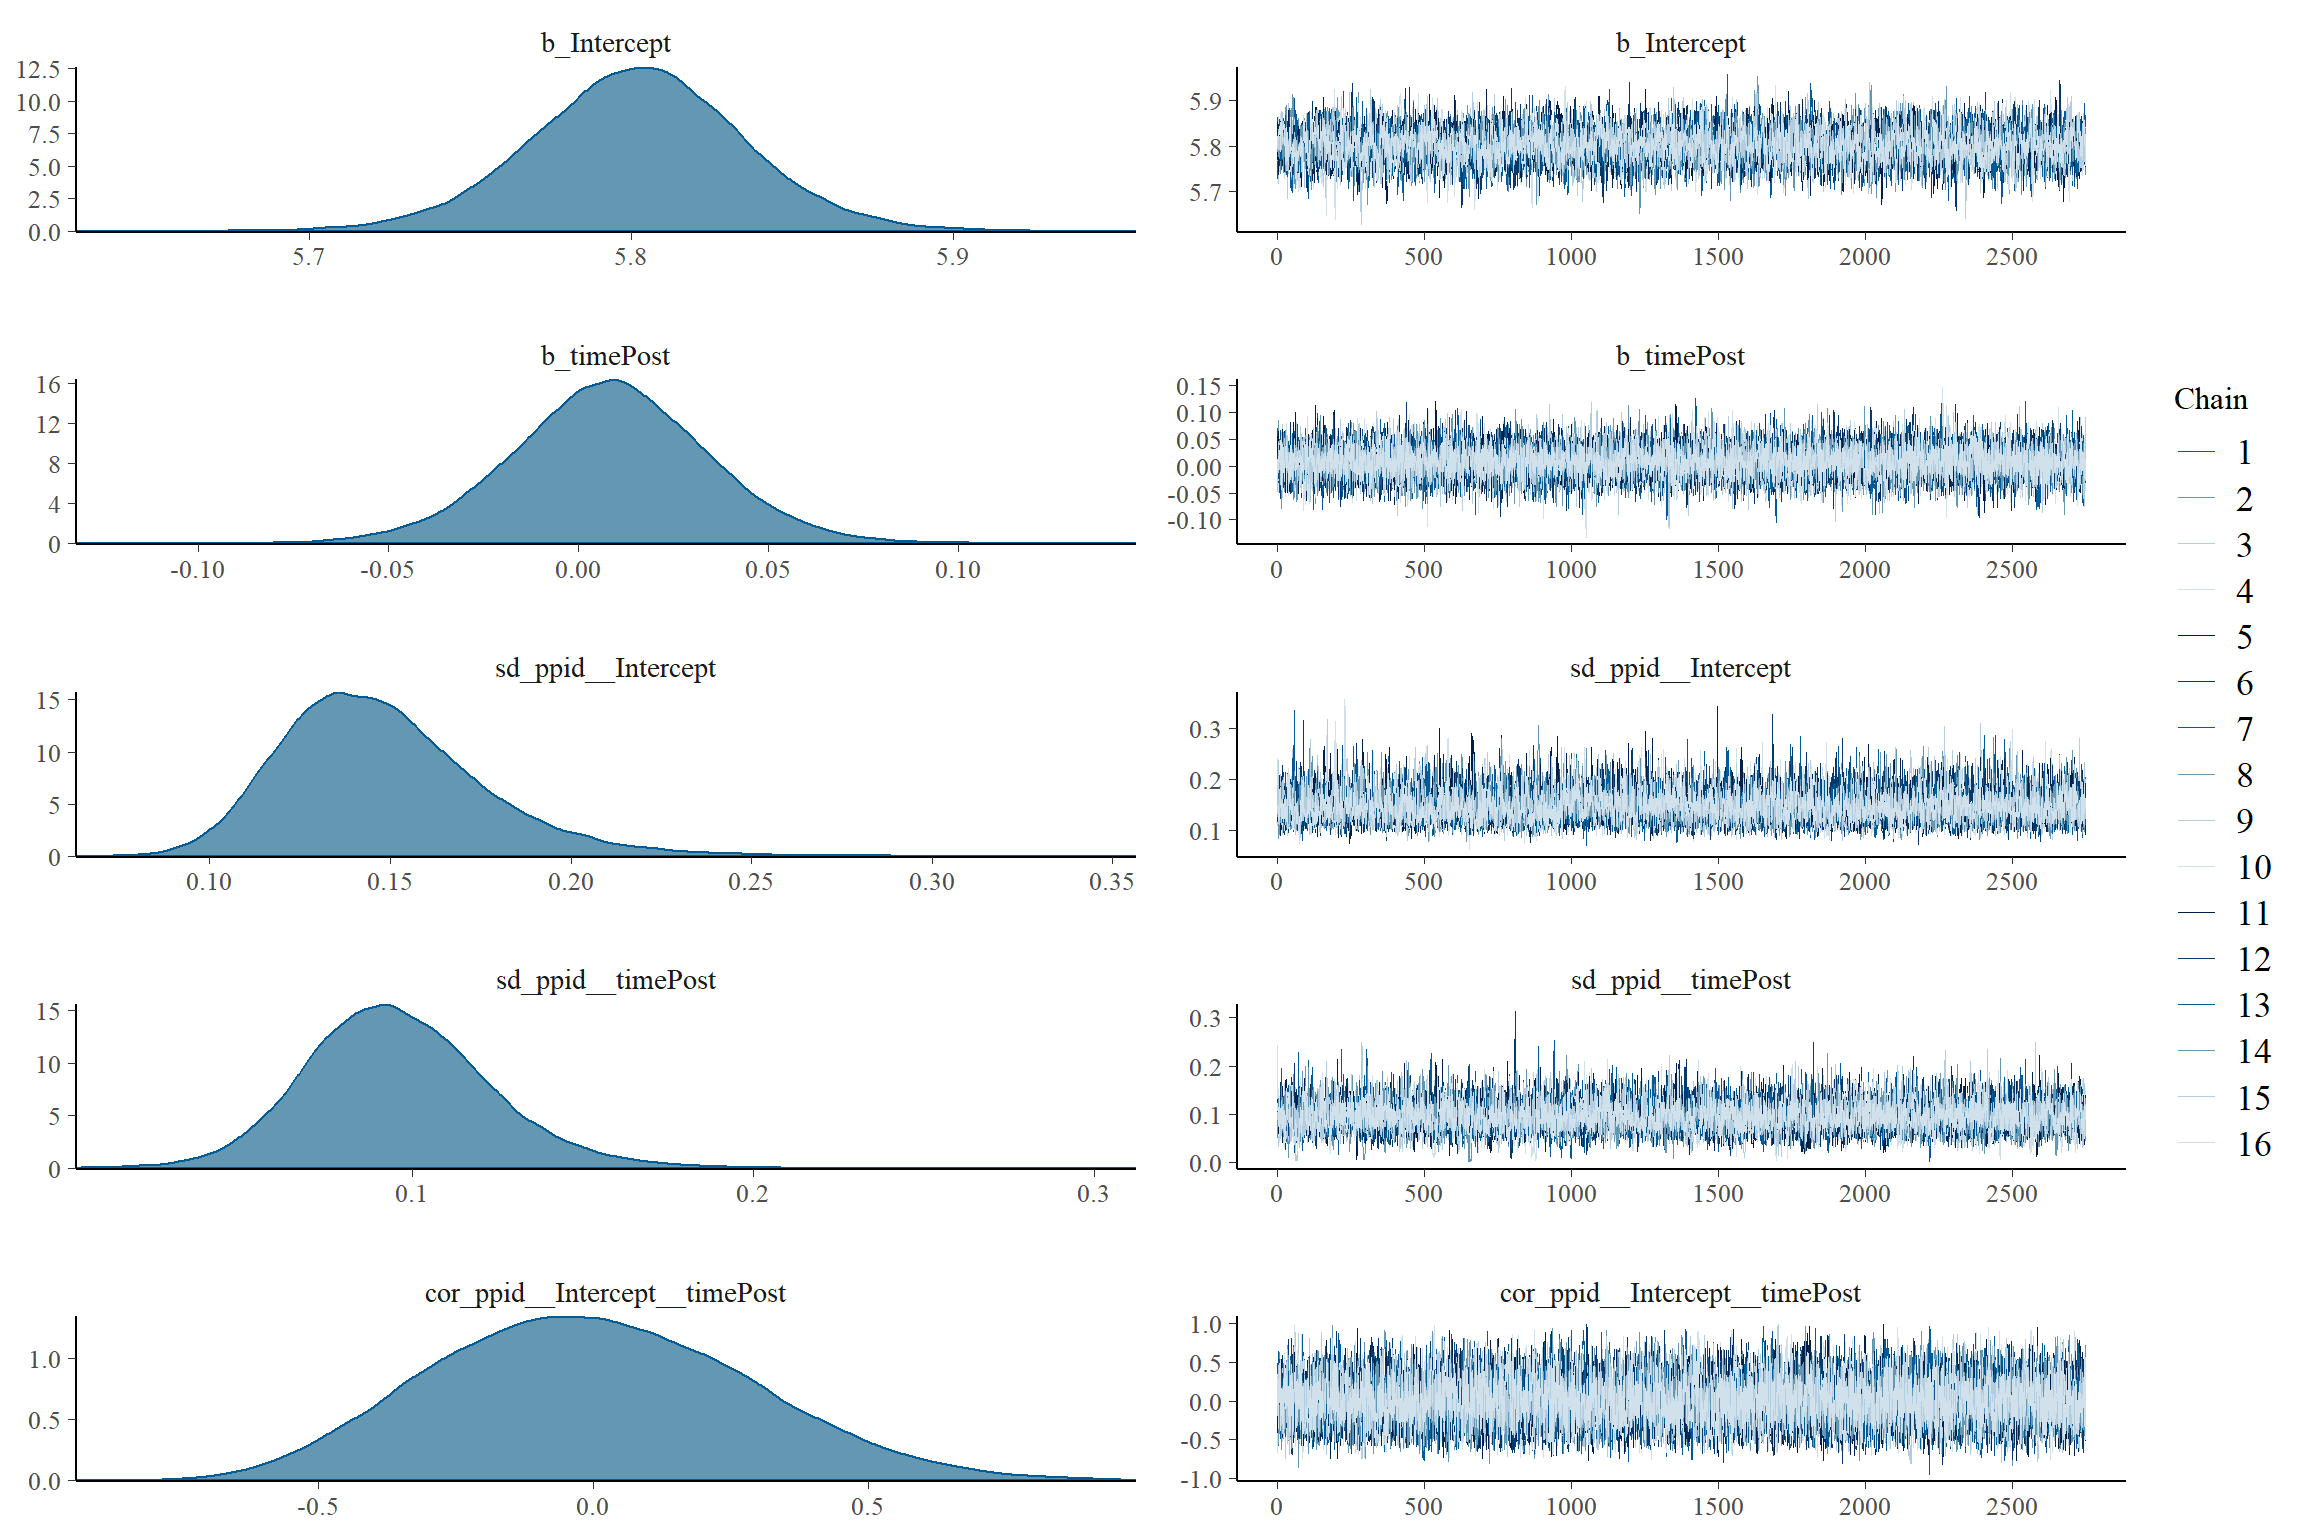 b_Intercept
12.5
10.0
7.5
5.0
2.5
0.0
5.7 5.8 5.9
b_Intercept
5.9
5.8
5.7
0 500 1000 1500 2000 2500
b_timePost
16
12
8
4
0
-0.10 -0.05 0.00 0.05 0.10
b_timePost
0.15
0.10
0.05
0.00
-0.05
-0.10
0 500 1000 1500 2000 2500
sd_ppid__Intercept
15
10
5
0
0.10 0.15 0.20 0.25 0.30 0.35
sd_ppid__Intercept
0.3
0.2
0.1
0 500 1000 1500 2000 2500
sd_ppid__timePost
15
10
5
0
0.1 0.2 0.3
sd_ppid__timePost
0.3
0.2
0.1
0.0
0 500 1000 1500 2000 2500
cor_ppid__Intercept__timePost
1.0
0.5
0.0
-0.5 0.0 0.5
cor_ppid__Intercept__timePost
1.0
0.5
0.0
-0.5
-1.0
0 500 1000 1500 2000 2500
Chain
1
2
3
4
5
6
7
8
9
10
11
12
13
14
15
16